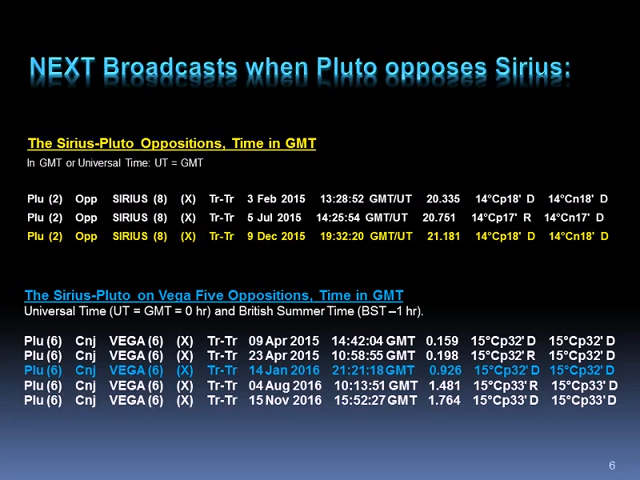 NEXT Broadcasts when Pluto opposes Sirius:
The Sirius-Pluto Oppositions, Time in GMT
In GMT or Universal Time: UT = GMT
Plu (2) Opp SIRIUS (8) (X) Tr-Tr 3 Feb 2015 13:28:52 GMT/UT 20.335 14°Cp18' D 14°Cn18' D
Plu (2) Opp SIRIUS (8) (X) Tr-Tr 5 Jul 2015 14:25:54 GMT/UT 20.751 14°Cp17' R 14°Cn17' D
Plu (2) Opp SIRIUS (8) (X) Tr-Tr 9 Dec 2015 19:32:20 GMT/UT 21.181 14°Cp18' D 14°Cn18' D
The Sirius-Pluto on Vega Five Oppositions, Time in GMT
Universal Time (UT = GMT = 0 hr) and British Summer Time (BST –1 hr).
Plu (6) Cnj VEGA (6) (X) Tr-Tr 09 Apr 2015 14:42:04 GMT 0.159 15°Cp32' D 15°Cp32' D
Plu (6) Cnj VEGA (6) (X) Tr-Tr 23 Apr 2015 10:58:55 GMT 0.198 15°Cp32' R 15°Cp32' D
Plu (6) Cnj VEGA (6) (X) Tr-Tr 14 Jan 2016 21:21:18 GMT 0.926 15°Cp32' D 15°Cp32' D
Plu (6) Cnj VEGA (6) (X) Tr-Tr 04 Aug 2016 10:13:51 GMT 1.481 15°Cp33' R 15°Cp33' D
Plu (6) Cnj VEGA (6) (X) Tr-Tr 15 Nov 2016 15:52:27 GMT 1.764 15°Cp33' D 15°Cp33' D
6